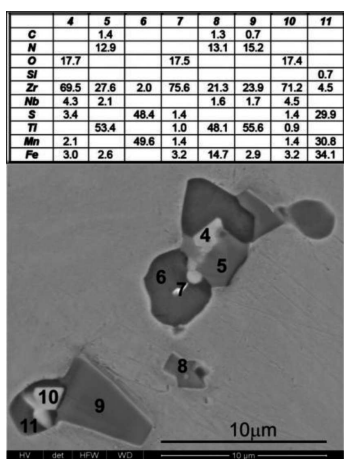 4 5 6 7 8 9 10 11
C 1.4 1.3 0.7
N 12.9 13.1 15.2
O 17.7 17.5 17.4
Si 0.7
Zr 69.5 27.6 2.0 75.6 21.3 23.9 71.2 4.5
Nb 4.3 2.1 1.6 1.7 4.5
S 3.4 48.4 1.4 1.4 29.9
Ti 53.4 1.0 48.1 55.6 0.9
Mn 2.1 49.6 1.4 1.4 30.8
Fe 3.0 2.6 3.2 14.7 2.9 3.2 34.1
4
5
6
7
8
10
9
11
10μm
HV det HFW WD 10 μm